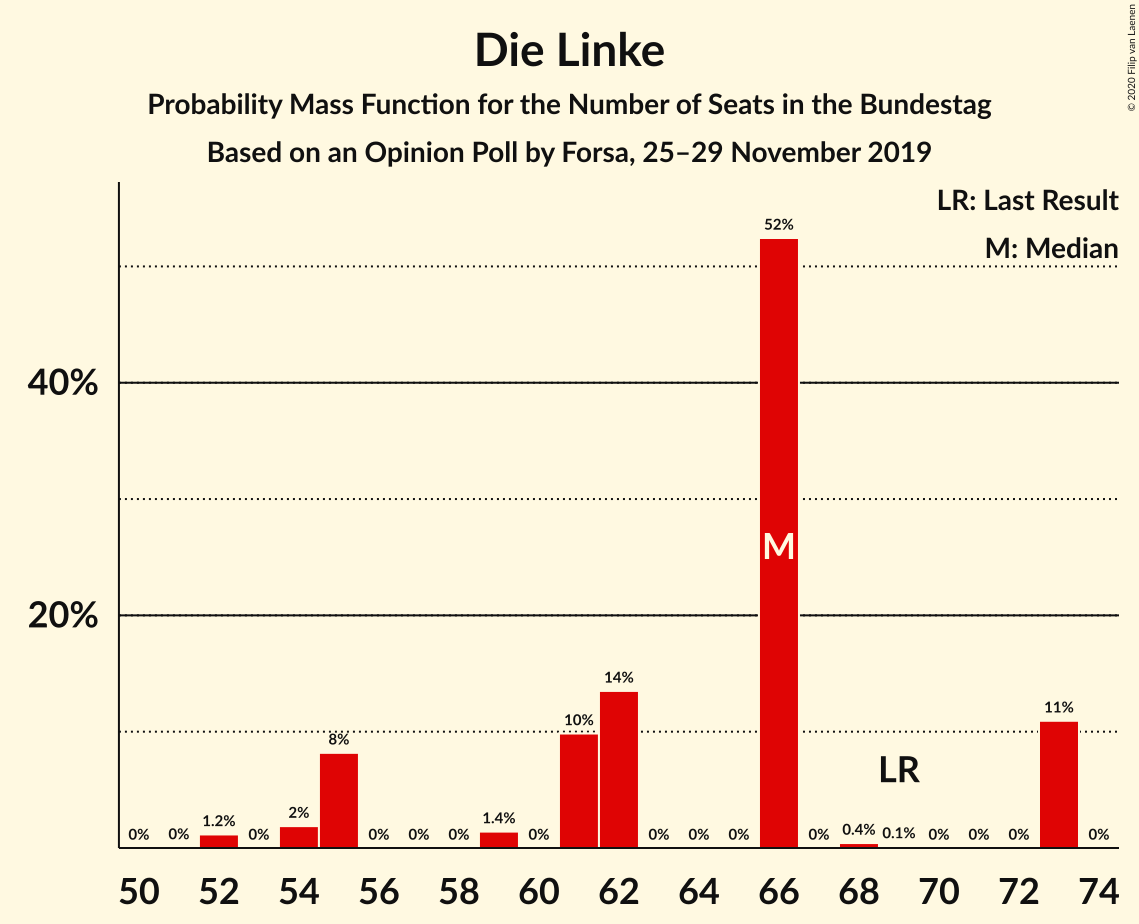 Die Linke
Probability Mass Function for the Number of Seats in the Bundestag
Based on an Opinion Poll by Forsa, 25–29 November 2019
© 2020 Filip van Laenen
LR: Last Result
M: Median
40%
20%
0% 0% 1.2% 0% 2% 8% 0% 0% 0% 1.4% 0% 10% 14% 0% 0% 0% 52% 0% 0.4% 0.1% 0% 0% 0% 11% 0%
M
LR
50 52 54 56 58 60 62 64 66 68 70 72 74